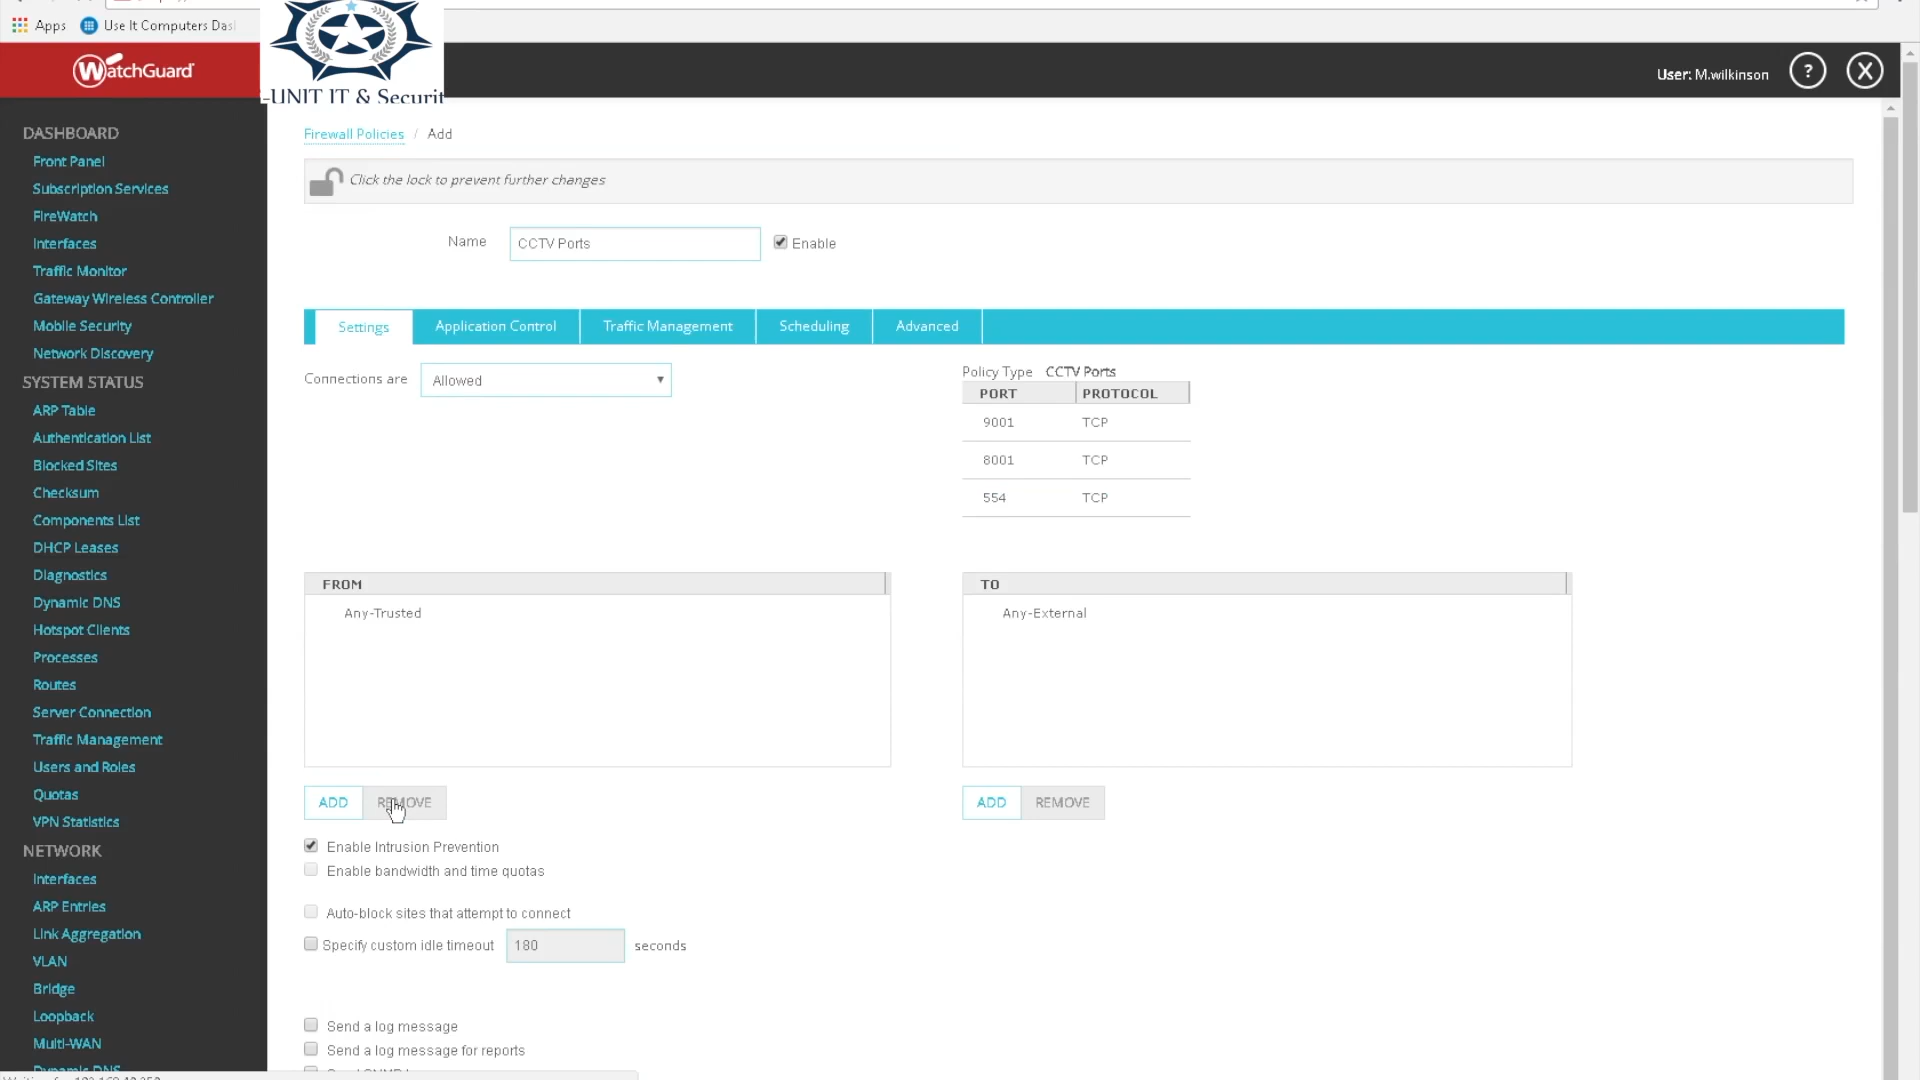 Apps Use It Computers Das
WatchGuard
-UNIT IT & Securit
User: M.wilkinson ? X
DASHBOARD
Front Panel
Subscription Services
FireWatch
Interfaces
Traffic Monitor
Gateway Wireless Controller
Mobile Security
Network Discovery
SYSTEM STATUS
ARP Table
Authentication List
Blocked Sites
Checksum
Components List
DHCP Leases
Diagnostics
Dynamic DNS
Hotspot Clients
Processes
Routes
Server Connection
Traffic Management
Users and Roles
Quotas
VPN Statistics
NETWORK
Interfaces
ARP Entries
Link Aggregation
VLAN
Bridge
Loopback
Multi-WAN
Dynamic DNS
Firewall Policies / Add
Click the lock to prevent further changes
Name CCTV Ports Enable
Settings Application Control Traffic Management Scheduling Advanced
Connections are Allowed
Policy Type CCTV Ports
PORT PROTOCOL
9001 TCP
8001 TCP
554 TCP
FROM
Any-Trusted
ADD REMOVE
TO
Any-External
ADD REMOVE
Enable Intrusion Prevention
Enable bandwidth and time quotas
Auto-block sites that attempt to connect
Specify custom idle timeout 180 seconds
Send a log message
Send a log message for reports